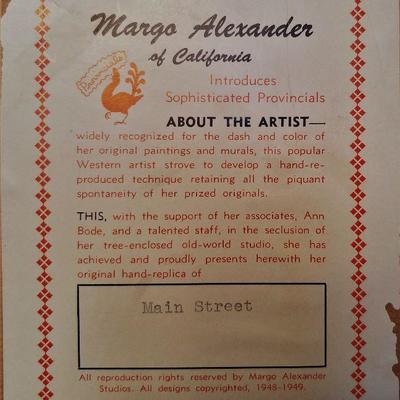 Margo Alexander
of California
Provincials
Introduces
Sophisticated Provincials
ABOUT THE ARTIST—
widely recognized for the dash and color of
her original paintings and murals, this popular
Western artist strove to develop a hand-re-
produced technique retaining all the piquant
spontaneity of her prized originals.
THIS, with the support of her associates, Ann
Bode, and a talented staff, in the seclusion of
her tree-enclosed old-world studio, she has
achieved and proudly presents herewith her
original hand-replica of
Main Street
All reproduction rights reserved by Margo Alexander
Studios. All designs copyrighted, 1948-1949.